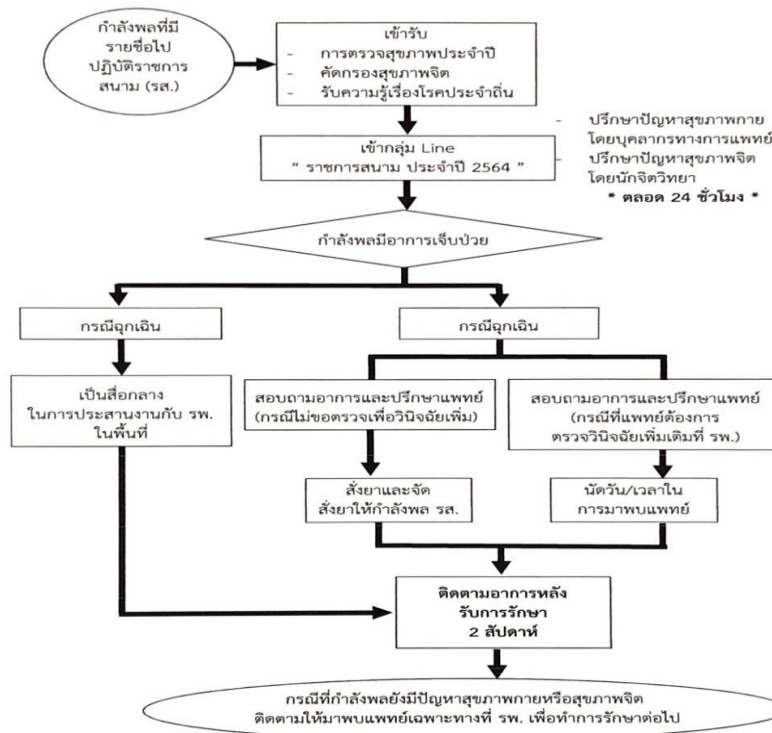 กำลังพลที่มี
รายชื่อไป
ปฏิบัติราชการ
สนาม (รส.)
เข้ารับ
- การตรวจสุขภาพประจำปี
- คัดกรองสุขภาพจิต
- รับความรู้เรื่องโรคประจำถิ่น
เข้ากลุ่ม Line
“ ราชการสนาม ประจำปี 2564 ”
- ปรึกษาปัญหาสุขภาพกาย
โดยบุคลากรทางการแพทย์
- ปรึกษาปัญหาสุขภาพจิต
โดยนักจิตวิทยา
* ตลอด 24 ชั่วโมง *
กำลังพลมีอาการเจ็บป่วย
กรณีฉุกเฉิน
กรณีฉุกเฉิน
เป็นสื่อกลาง
ในการประสานงานกับ รพ.
ในพื้นที่
สอบถามอาการและปรึกษาแพทย์
(กรณีไม่ขอตรวจเพื่อวินิจฉัยเพิ่ม)
สอบถามอาการและปรึกษาแพทย์
(กรณีที่แพทย์ต้องการ
ตรวจวินิจฉัยเพิ่มเติมที่ รพ.)
สั่งยาและจัด
สั่งยาให้กำลังพล รส.
นัดวัน/เวลาใน
การมาพบแพทย์
ติดตามอาการหลัง
รับการรักษา
2 สัปดาห์
กรณีที่กำลังพลยังมีปัญหาสุขภาพกายหรือสุขภาพจิต
ติดตามให้มาพบแพทย์เฉพาะทางที่ รพ. เพื่อทำการรักษาต่อไป